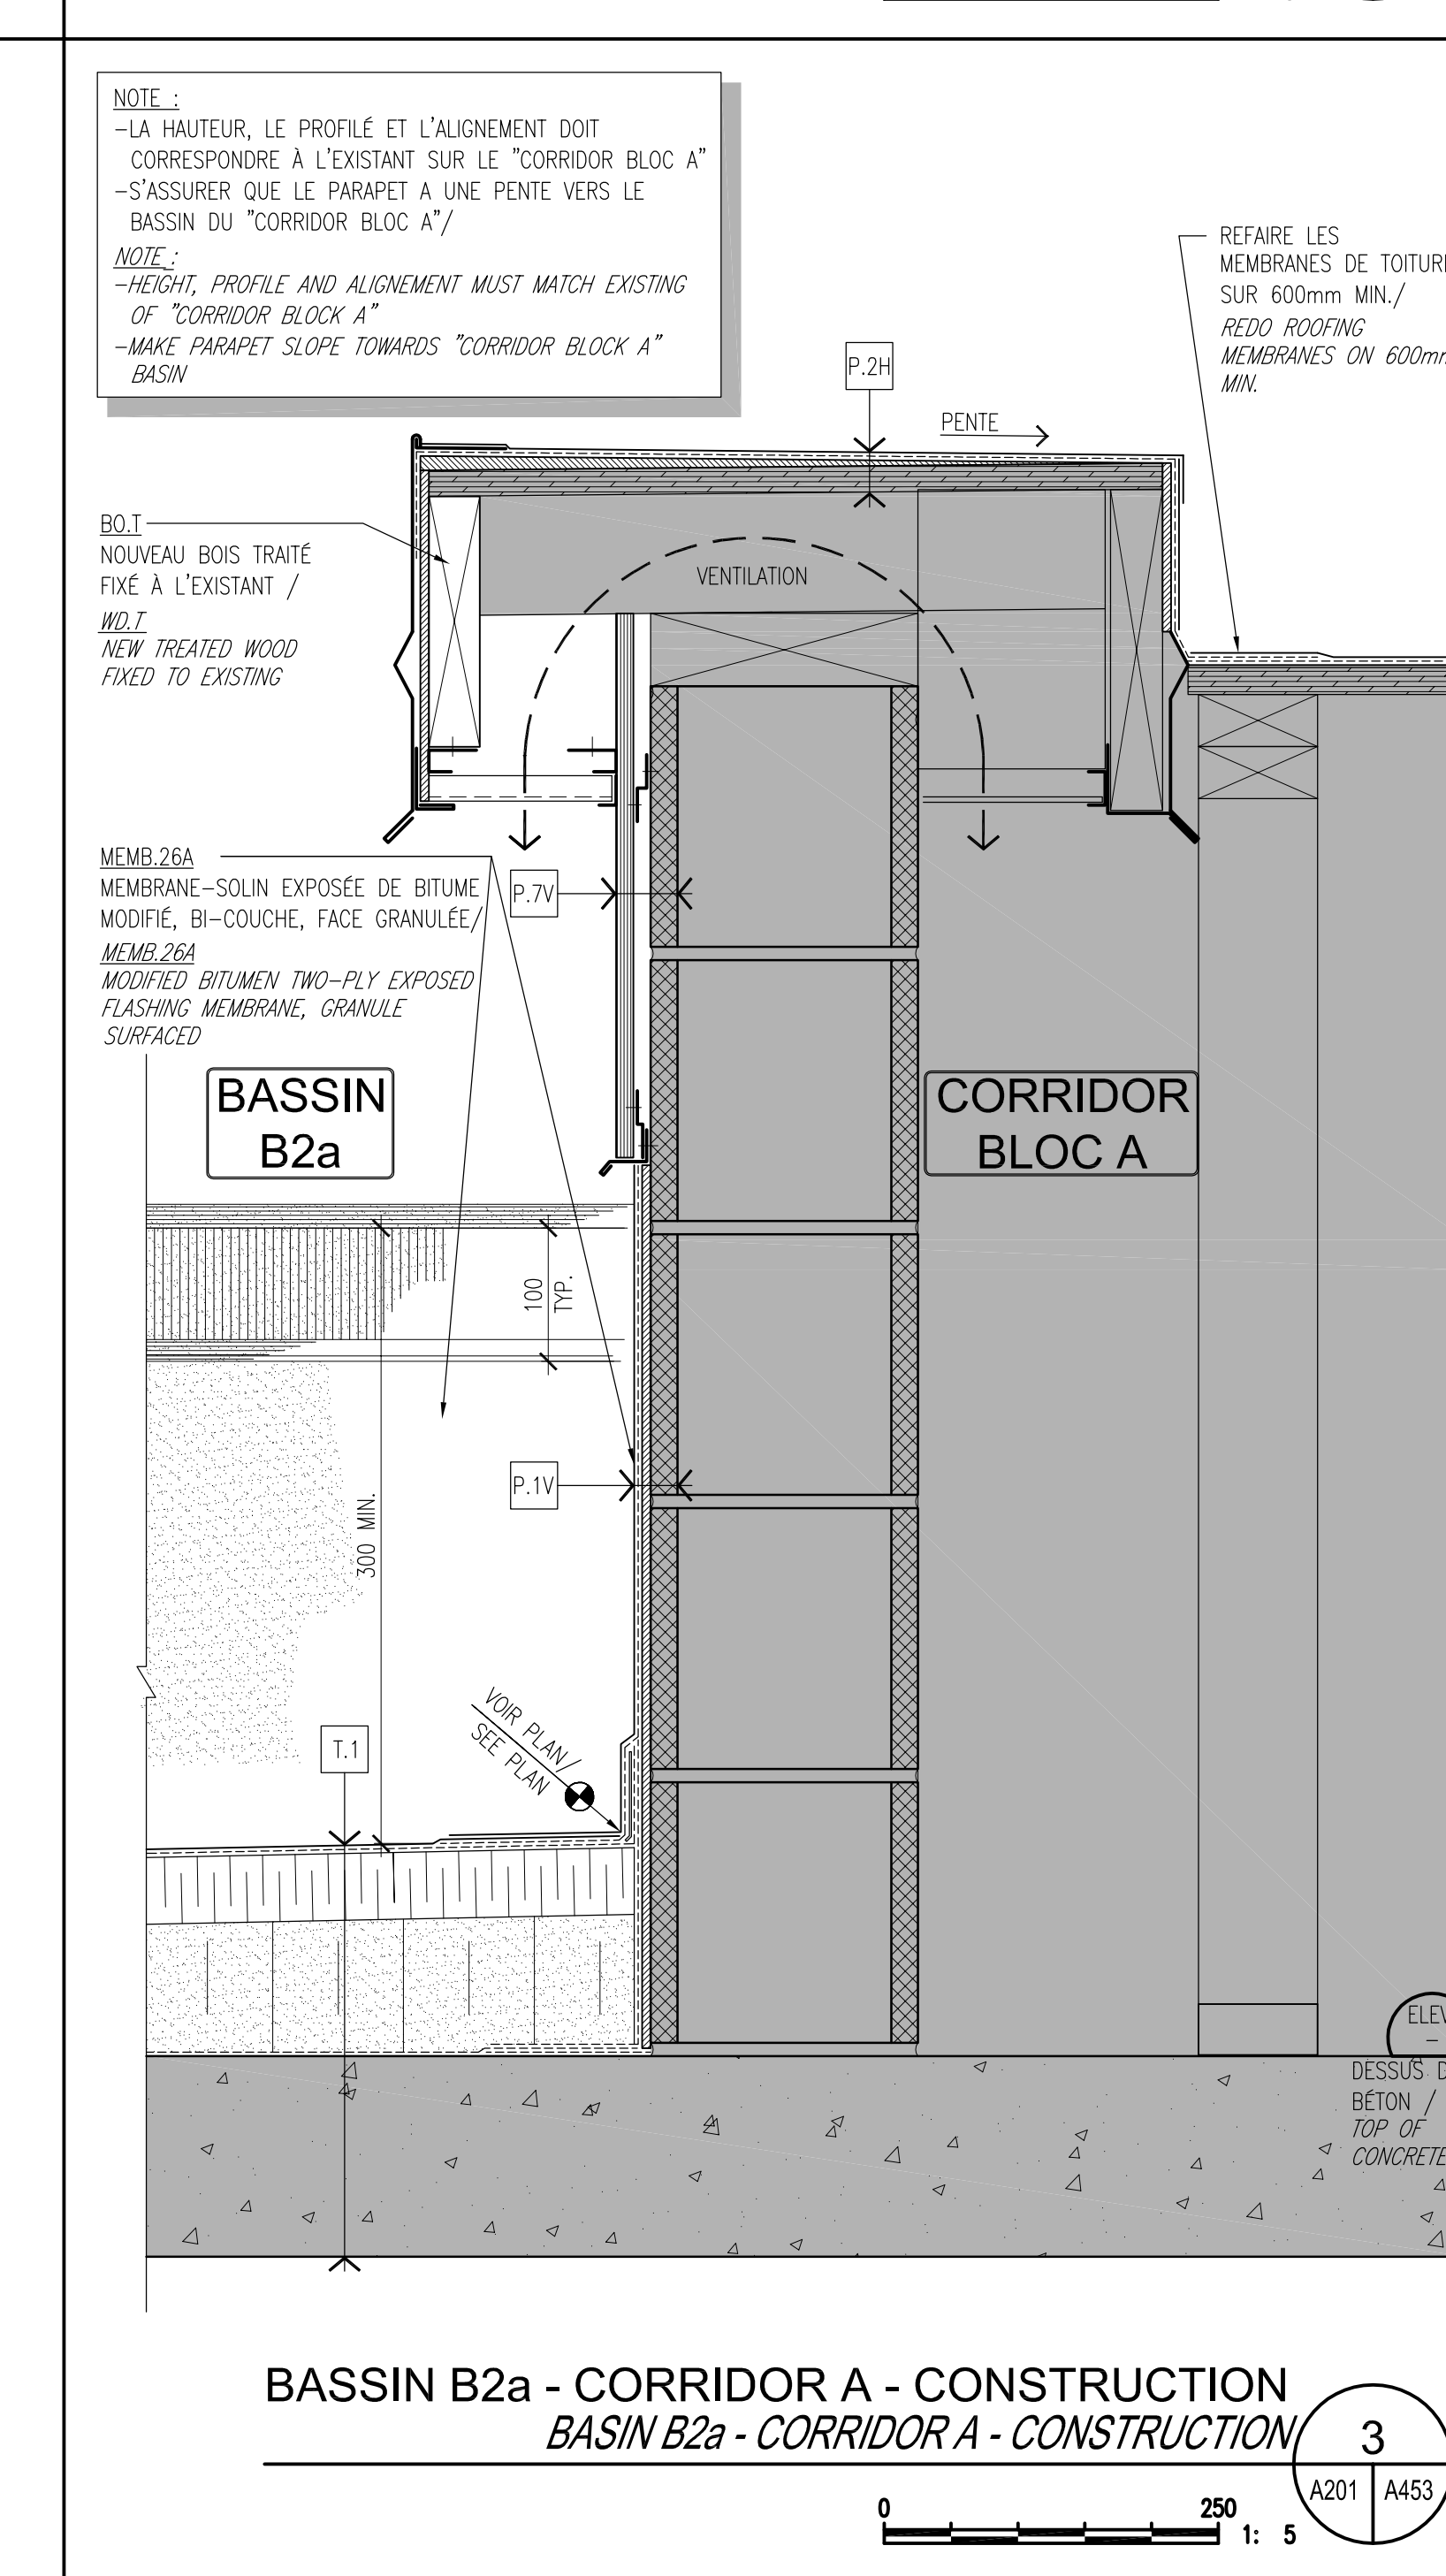 NOTE :
-LA HAUTEUR, LE PROFILÉ ET L'ALIGNEMENT DOIT
CORRESPONDRE À L'EXISTANT SUR LE "CORRIDOR BLOC A"
-S'ASSURER QUE LE PARAPET A UNE PENTE VERS LE
BASSIN DU "CORRIDOR BLOC A"/
NOTE :
-HEIGHT, PROFILE AND ALIGNEMENT MUST MATCH EXISTING
OF "CORRIDOR BLOCK A"
-MAKE PARAPET SLOPE TOWARDS "CORRIDOR BLOCK A"
BASIN
REFAIRE LES
MEMBRANES DE TOITURE
SUR 600mm MIN./
REDO ROOFING
MEMBRANES ON 600mm
MIN.
P.2H
PENTE
BO.T
NOUVEAU BOIS TRAITÉ
FIXÉ À L'EXISTANT /
WD.T
NEW TREATED WOOD
FIXED TO EXISTING
VENTILATION
MEMB.26A
MEMBRANE-SOLIN EXPOSÉE DE BITUME
MODIFIÉ, BI-COUCHE, FACE GRANULÉE/
MEMB.26A
MODIFIED BITUMEN TWO-PLY EXPOSED
FLASHING MEMBRANE, GRANULE
SURFACED
P.7V
BASSIN
B2a
CORRIDOR
BLOC A
100
TYP.
300 MIN.
P.1V
VOIR PLAN/
SEE PLAN
T.1
ELEV
-
DESSUS D
BÉTON /
TOP OF
CONCRETE
BASSIN B2a - CORRIDOR A - CONSTRUCTION
BASIN B2a - CORRIDOR A - CONSTRUCTION
3
A201
A453
0
250
1: 5